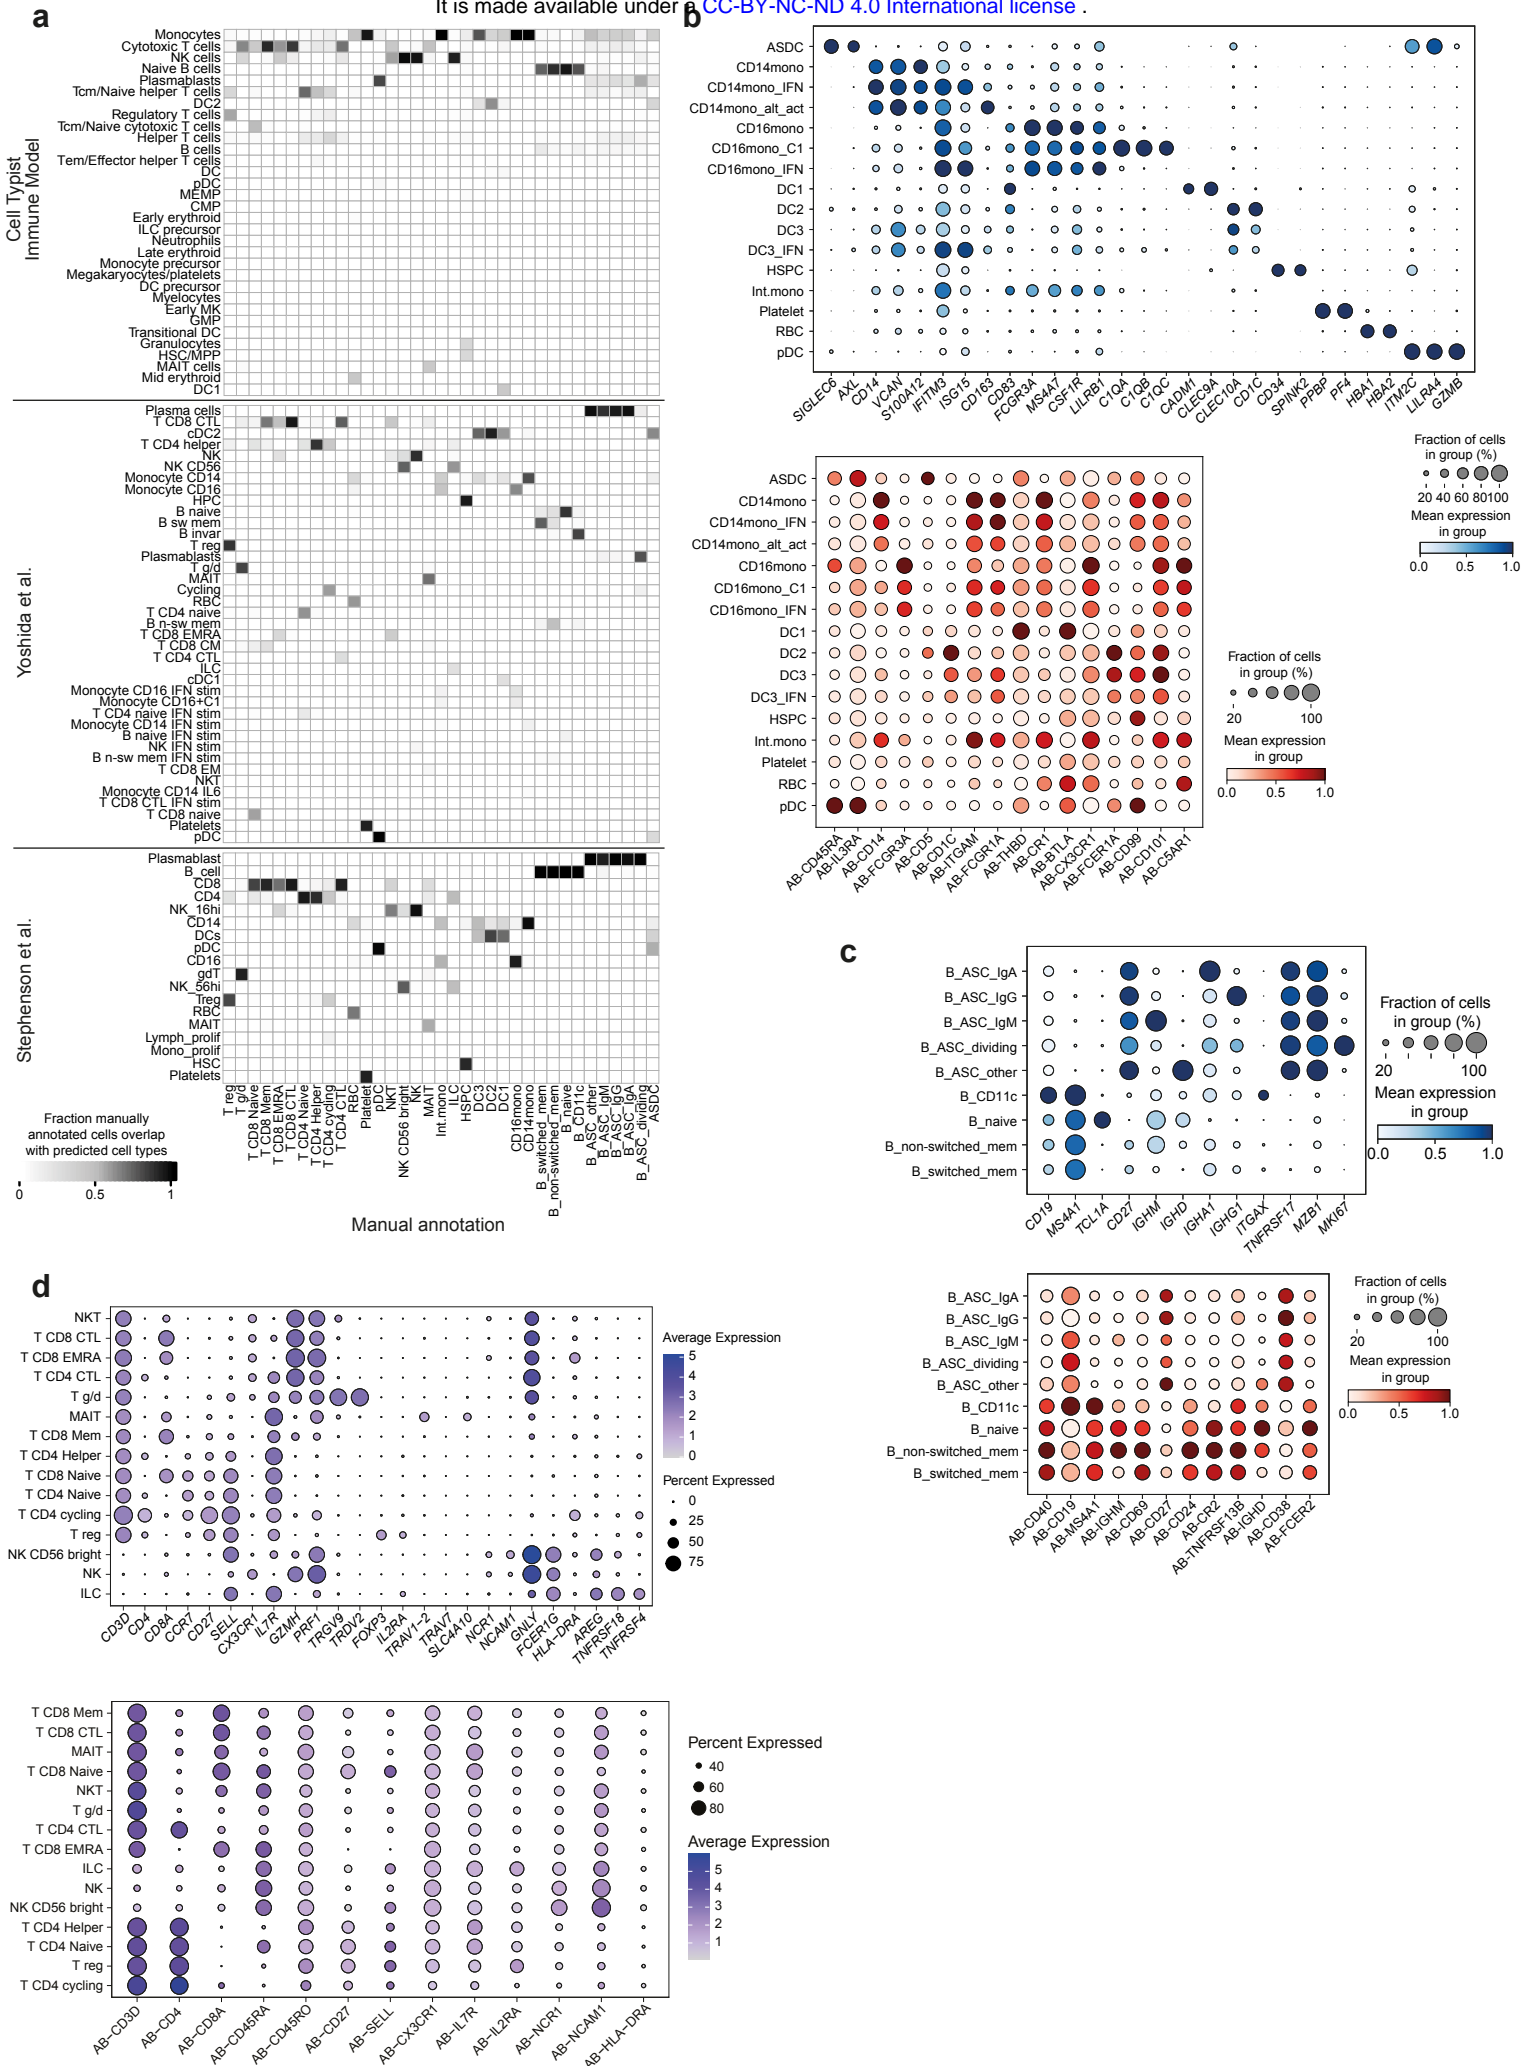 It is made available under a CC-BY-NC-ND 4.0 International license .
a
Cell Typist
Immune Model
Monocytes
Cytotoxic T cells
NK cells
Naive B cells
Plasmablasts
Tcm/Naive helper T cells
DC2
Regulatory T cells
Tcm/Naive cytotoxic T cells
Helper T cells
B cells
Tem/Effector helper T cells
DC
pDC
MEMP
CMP
Early erythroid
ILC precursor
Neutrophils
Late erythroid
Monocyte precursor
Megakaryocytes/platelets
DC precursor
Myelocytes
Early MK
GMP
Transitional DC
Granulocytes
HSC/MPP
MAIT cells
Mid erythroid
DC1
Yoshida et al.
Plasma cells
T CD8 CTL
cDC2
T CD4 helper
NK
NK CD56
Monocyte CD14
Monocyte CD16
HPC
B naive
B sw mem
B invar
T reg
Plasmablasts
T g/d
MAIT
Cycling
RBC
T CD4 naive
B n-sw mem
T CD8 EMRA
T CD8 CM
T CD4 CTL
ILC
cDC1
Monocyte CD16 IFN stim
Monocyte CD16+C1
T CD4 naive IFN stim
Monocyte CD14 IFN stim
B naive IFN stim
NK IFN stim
B n-sw mem IFN stim
T CD8 EM
NKT
Monocyte CD14 IL6
T CD8 CTL IFN stim
T CD8 naive
Platelets
pDC
Stephenson et al.
Plasmablast
B_cell
CD8
CD4
NK_16hi
CD14
DCs
pDC
CD16
gdT
NK_56hi
Treg
RBC
MAIT
Lymph_prolif
Mono_prolif
HSC
Platelets
T reg
T g/d
T CD8 Naive
T CD8 Mem
T CD8 EMRA
T CD8 CTL
T CD4 Naive
T CD4 Helper
T CD4 cycling
T CD4 CTL
RBC
Platelet
pDC
NKT
NK CD56 bright
NK
MAIT
Int.mono
ILC
HSPC
DC3
DC2
DC1
CD16mono
CD14mono
B_switched_mem
B_non-switched_mem
B_naive
B_CD11c
B_ASC_other
B_ASC_IgM
B_ASC_IgG
B_ASC_IgA
B_ASC_dividing
ASDC
Fraction manually
annotated cells overlap
with predicted cell types
0 0.5 1
Manual annotation
b
ASDC
CD14mono
CD14mono_IFN
CD14mono_alt_act
CD16mono
CD16mono_C1
CD16mono_IFN
DC1
DC2
DC3
DC3_IFN
HSPC
Int.mono
Platelet
RBC
pDC
SIGLEC6
AXL
CD14
VCAN
S100A12
IFITM3
ISG15
CD163
CD83
FCGR3A
MS4A7
CSF1R
LILRB1
C1QA
C1QB
C1QC
CADM1
CLEC9A
CLEC10A
CD1C
CD34
SPINK2
PPBP
PF4
HBA1
HBA2
ITM2C
LILRA4
GZMB
Fraction of cells
in group (%)
20 40 60 80100
Mean expression
in group
0.0 0.5 1.0
ASDC
CD14mono
CD14mono_IFN
CD14mono_alt_act
CD16mono
CD16mono_C1
CD16mono_IFN
DC1
DC2
DC3
DC3_IFN
HSPC
Int.mono
Platelet
RBC
pDC
AB-CD45RA
AB-IL3RA
AB-CD14
AB-FCGR3A
AB-CD5
AB-CD1C
AB-ITGAM
AB-FCGR1A
AB-THBD
AB-CR1
AB-BTLA
AB-CX3CR1
AB-FCER1A
AB-CD99
AB-CD101
AB-C5AR1
Fraction of cells
in group (%)
20 100
Mean expression
in group
0.0 0.5 1.0
c
B_ASC_IgA
B_ASC_IgG
B_ASC_IgM
B_ASC_dividing
B_ASC_other
B_CD11c
B_naive
B_non-switched_mem
B_switched_mem
CD19
MS4A1
TCL1A
CD27
IGHM
IGHD
IGHA1
IGHG1
ITGAX
TNFRSF17
MZB1
MKI67
Fraction of cells
in group (%)
20 100
Mean expression
in group
0.0 0.5 1.0
B_ASC_IgA
B_ASC_IgG
B_ASC_IgM
B_ASC_dividing
B_ASC_other
B_CD11c
B_naive
B_non-switched_mem
B_switched_mem
AB-CD40
AB-CD19
AB-MS4A1
AB-IGHM
AB-CD69
AB-CD27
AB-CD24
AB-CR2
AB-TNFRSF13B
AB-IGHD
AB-CD38
AB-FCER2
Fraction of cells
in group (%)
20 100
Mean expression
in group
0.0 0.5 1.0
d
NKT
T CD8 CTL
T CD8 EMRA
T CD4 CTL
T g/d
MAIT
T CD8 Mem
T CD4 Helper
T CD8 Naive
T CD4 Naive
T CD4 cycling
T reg
NK CD56 bright
NK
ILC
CD3D
CD4
CD8A
CCR7
CD27
SELL
CX3CR1
IL7R
GZMH
PRF1
TRGV9
TRDV2
FOXP3
IL2RA
TRAV1−2
TRAV7
SLC4A10
NCR1
NCAM1
GNLY
FCER1G
HLA−DRA
AREG
TNFRSF18
TNFRSF4
Average Expression
5
4
3
2
1
0
Percent Expressed
0
25
50
75
T CD8 Mem
T CD8 CTL
MAIT
T CD8 Naive
NKT
T g/d
T CD4 CTL
T CD8 EMRA
ILC
NK
NK CD56 bright
T CD4 Helper
T CD4 Naive
T reg
T CD4 cycling
AB−CD3D
AB−CD4
AB−CD8A
AB−CD45RA
AB−CD45RO
AB−CD27
AB−SELL
AB−CX3CR1
AB−IL7R
AB−IL2RA
AB−NCR1
AB−NCAM1
AB−HLA−DRA
Percent Expressed
40
60
80
Average Expression
5
4
3
2
1